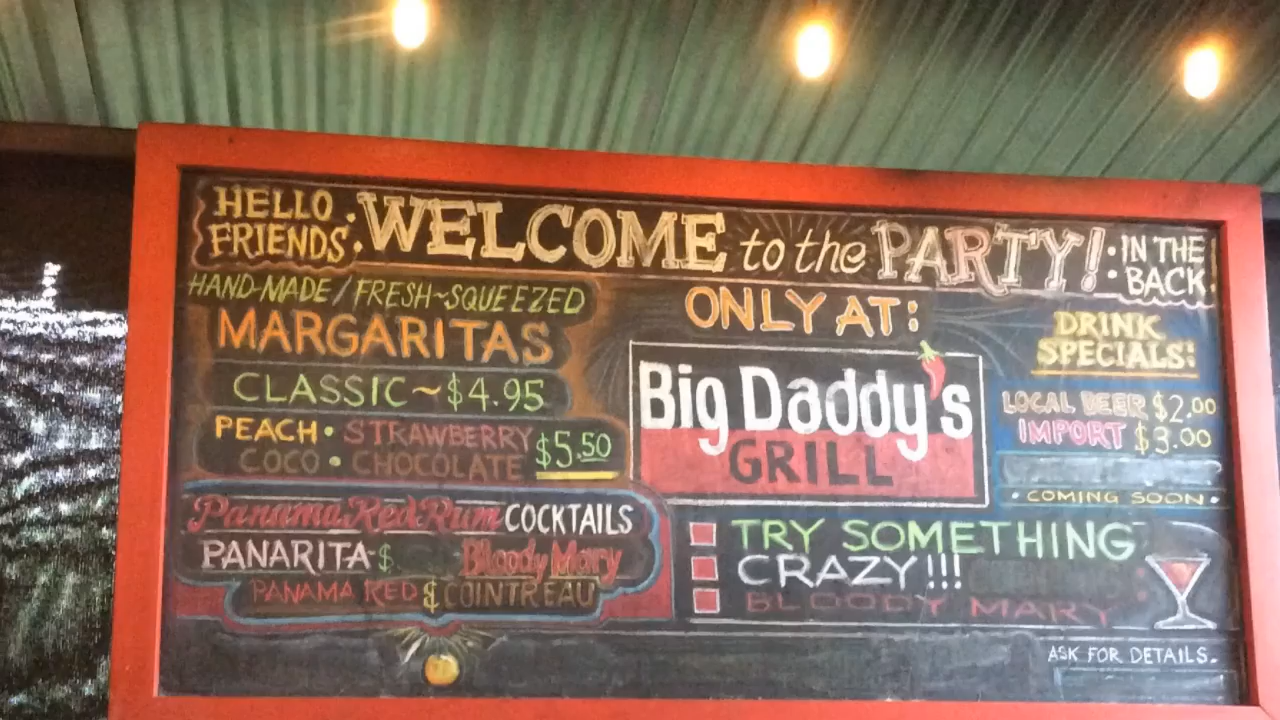 HELLO FRIENDS: WELCOME to the PARTY! : IN THE BACK
HAND-MADE / FRESH~SQUEEZED
MARGARITAS
CLASSIC ~ $4.95
PEACH • STRAWBERRY
COCO • CHOCOLATE $5.50
Panama Red Rum COCKTAILS
PANARITA - $ Bloody Mary
PANAMA RED & COINTREAU
ONLY AT:
Big Daddy's
GRILL
DRINK
SPECIALS:
LOCAL BEER $2.00
IMPORT $3.00
• COMING SOON •
TRY SOMETHING
CRAZY!!!
BLOODY MARY
ASK FOR DETAILS.